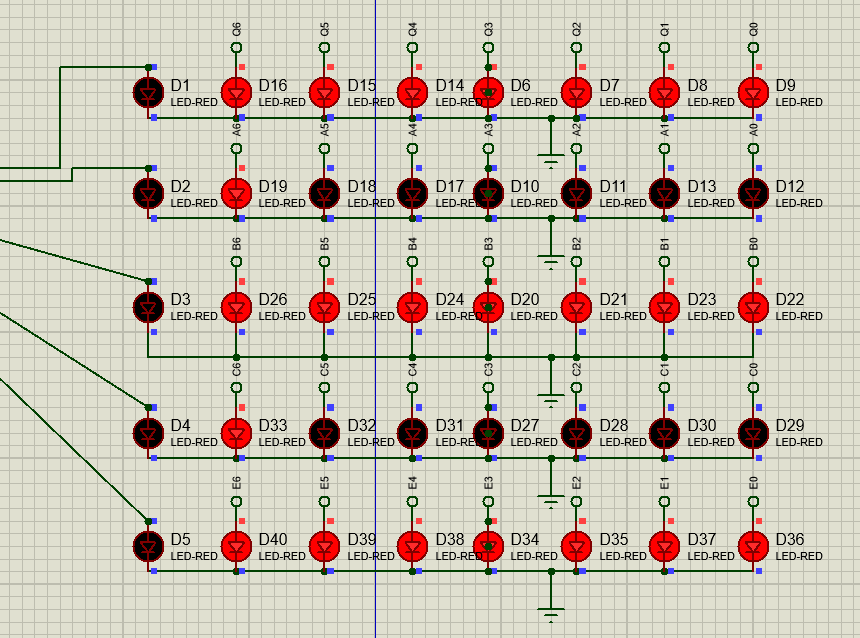 Q6 Q5 Q4 Q3 Q2 Q1 Q0
D1 D16 D15 D14 D6 D7 D8 D9
LED-RED LED-RED LED-RED LED-RED LED-RED LED-RED LED-RED LED-RED
A6 A5 A4 A3 A2 A1 A0
D2 D19 D18 D17 D10 D11 D13 D12
LED-RED LED-RED LED-RED LED-RED LED-RED LED-RED LED-RED LED-RED
B6 B5 B4 B3 B2 B1 B0
D3 D26 D25 D24 D20 D21 D23 D22
LED-RED LED-RED LED-RED LED-RED LED-RED LED-RED LED-RED LED-RED
C6 C5 C4 C3 C2 C1 C0
D4 D33 D32 D31 D27 D28 D30 D29
LED-RED LED-RED LED-RED LED-RED LED-RED LED-RED LED-RED LED-RED
E6 E5 E4 E3 E2 E1 E0
D5 D40 D39 D38 D34 D35 D37 D36
LED-RED LED-RED LED-RED LED-RED LED-RED LED-RED LED-RED LED-RED